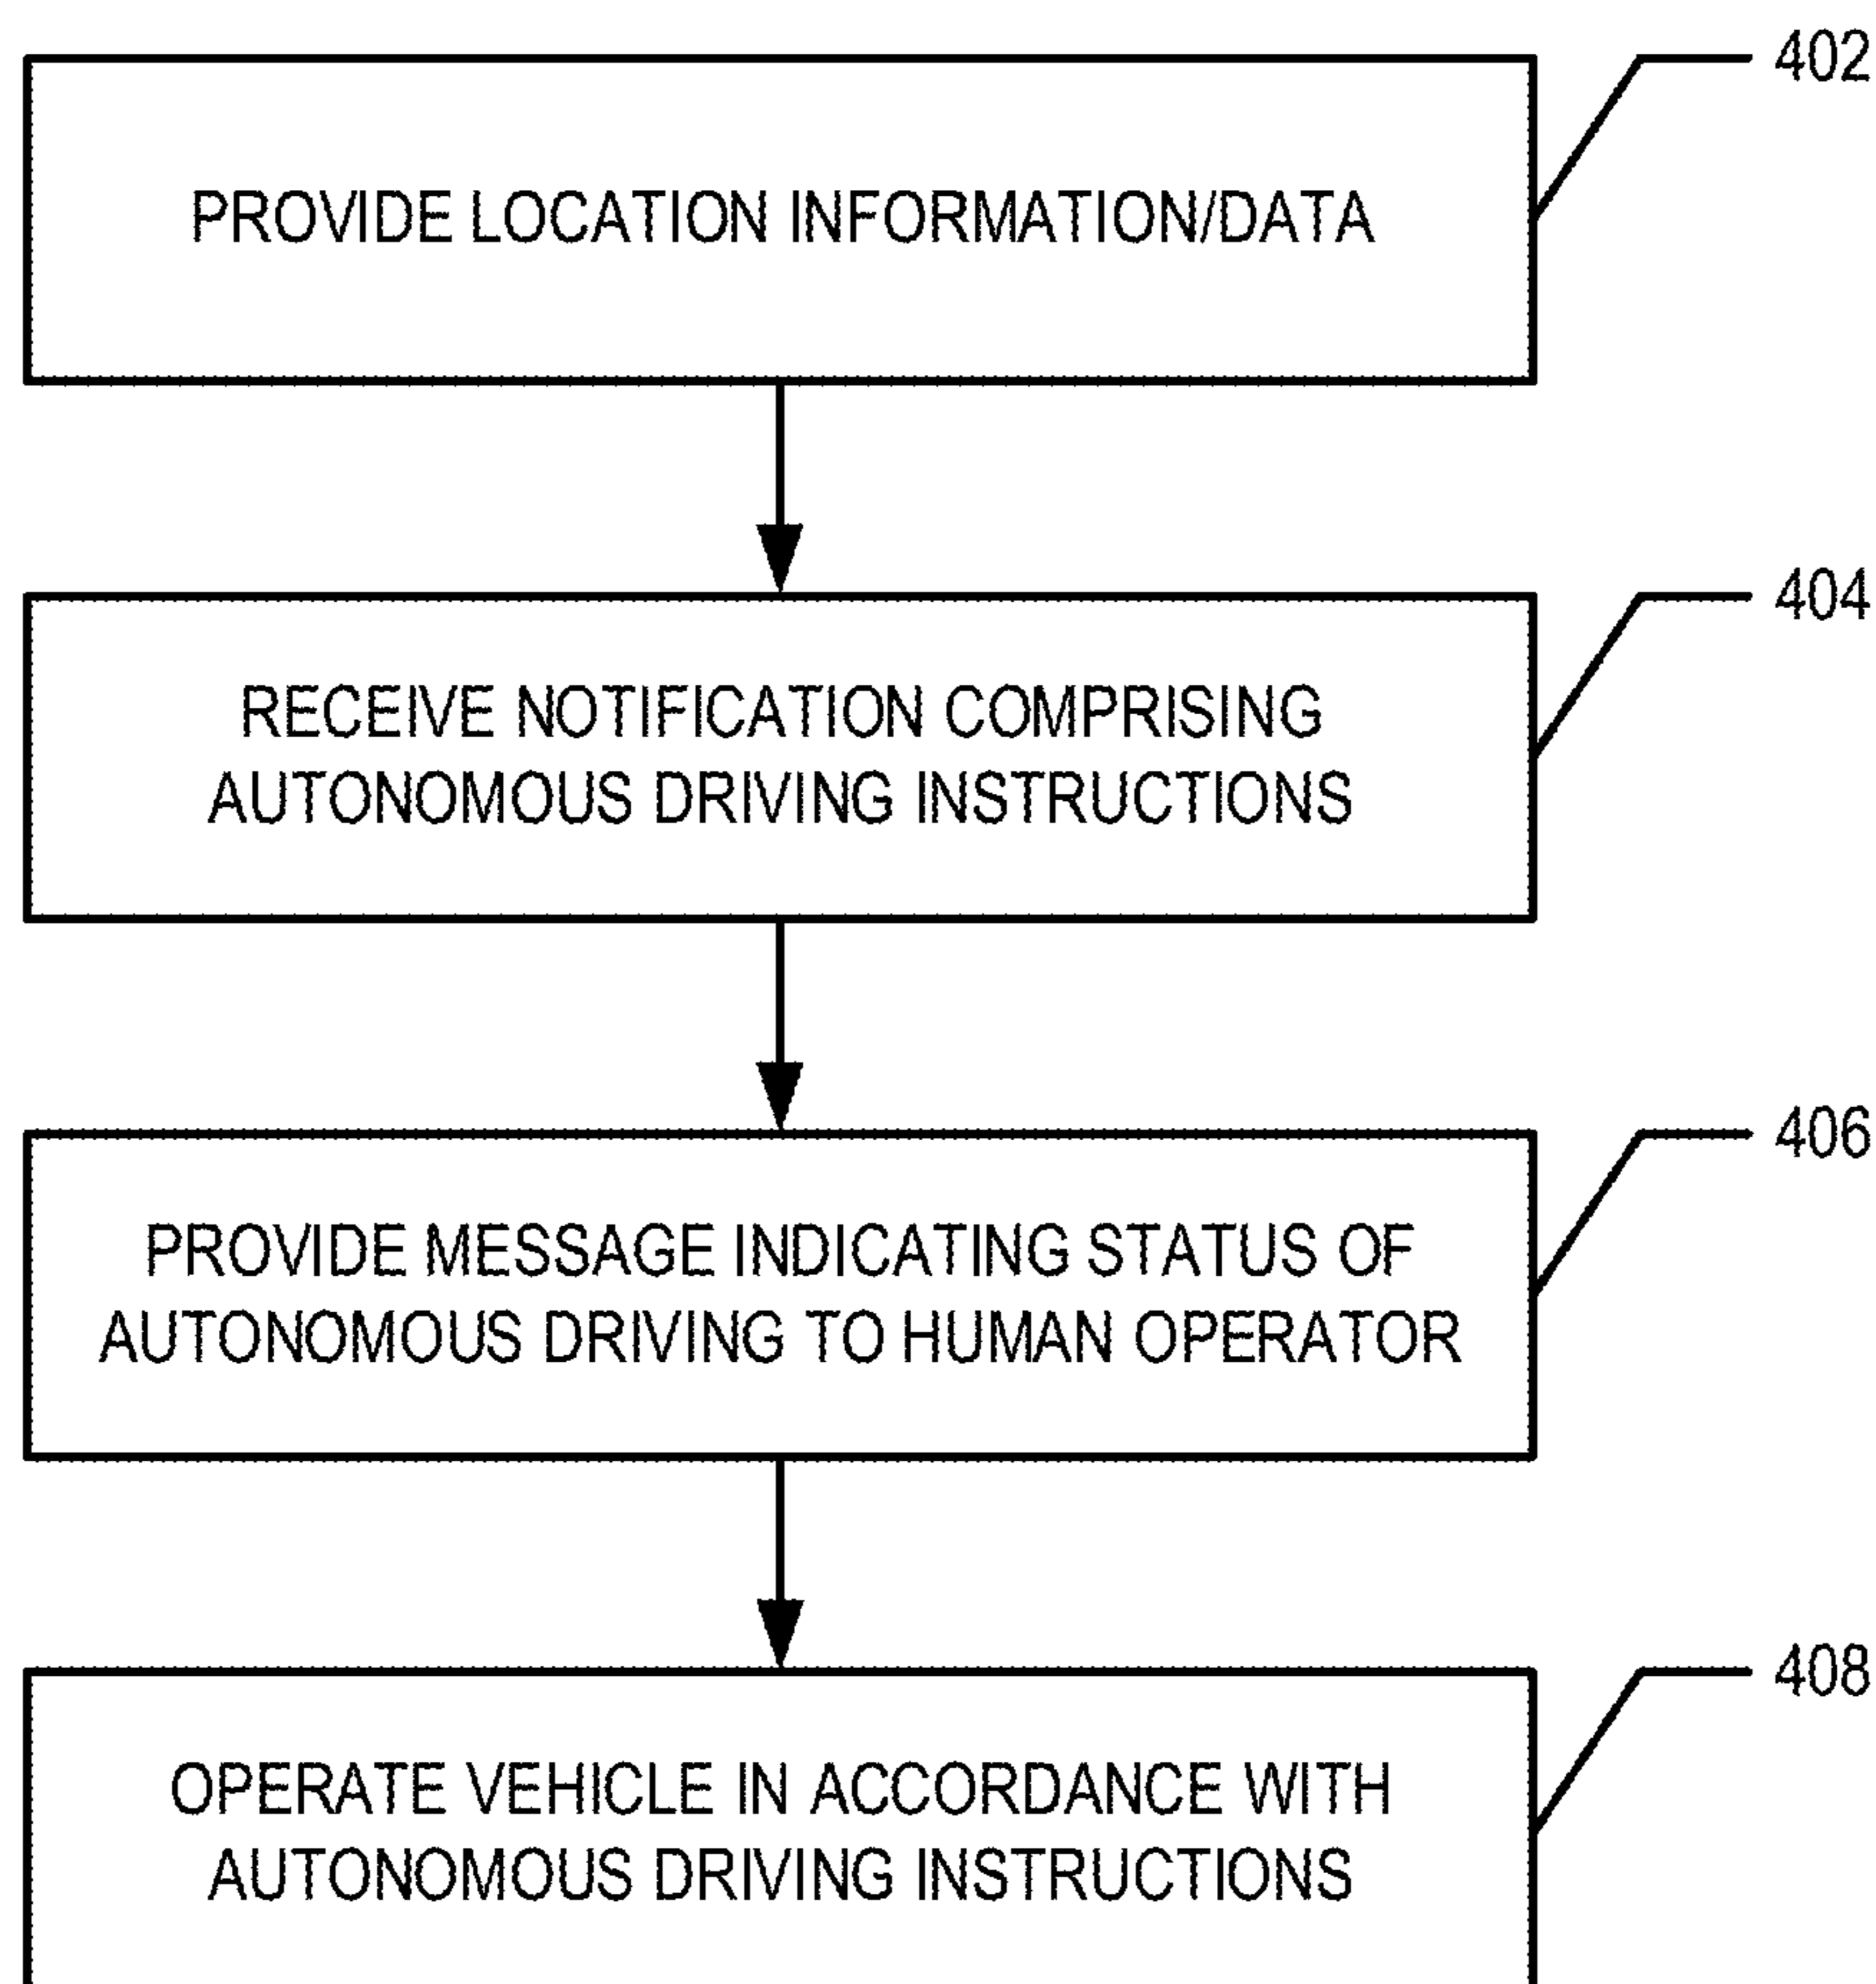 402
PROVIDE LOCATION INFORMATION/DATA
404
RECEIVE NOTIFICATION COMPRISING
AUTONOMOUS DRIVING INSTRUCTIONS
406
PROVIDE MESSAGE INDICATING STATUS OF
AUTONOMOUS DRIVING TO HUMAN OPERATOR
408
OPERATE VEHICLE IN ACCORDANCE WITH
AUTONOMOUS DRIVING INSTRUCTIONS